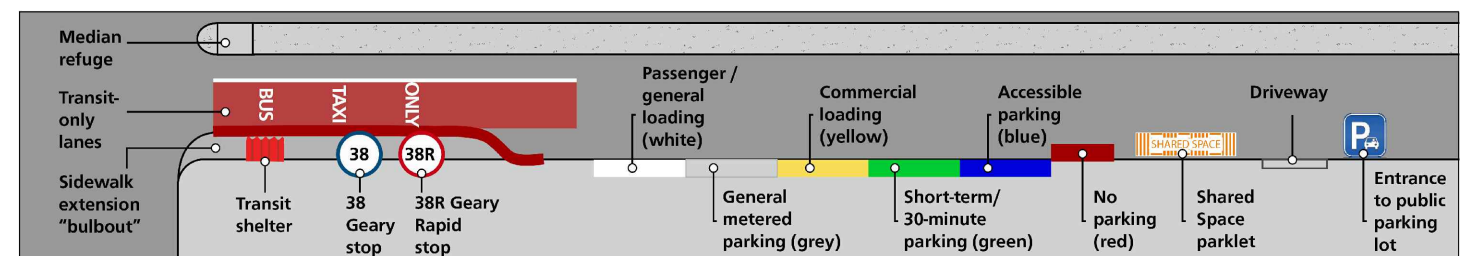 Median
refuge
Transit-
only
lanes
Sidewalk
extension
“bulbout”
BUS
TAXI
ONLY
Transit
shelter
38
38
Geary
stop
38R
38R Geary
Rapid
stop
Passenger /
general
loading
(white)
General
metered
parking (grey)
Commercial
loading
(yellow)
Short-term/
30-minute
parking (green)
Accessible
parking
(blue)
No
parking
(red)
SHARED SPACE
Shared
Space
parklet
Driveway
P
Entrance
to public
parking
lot